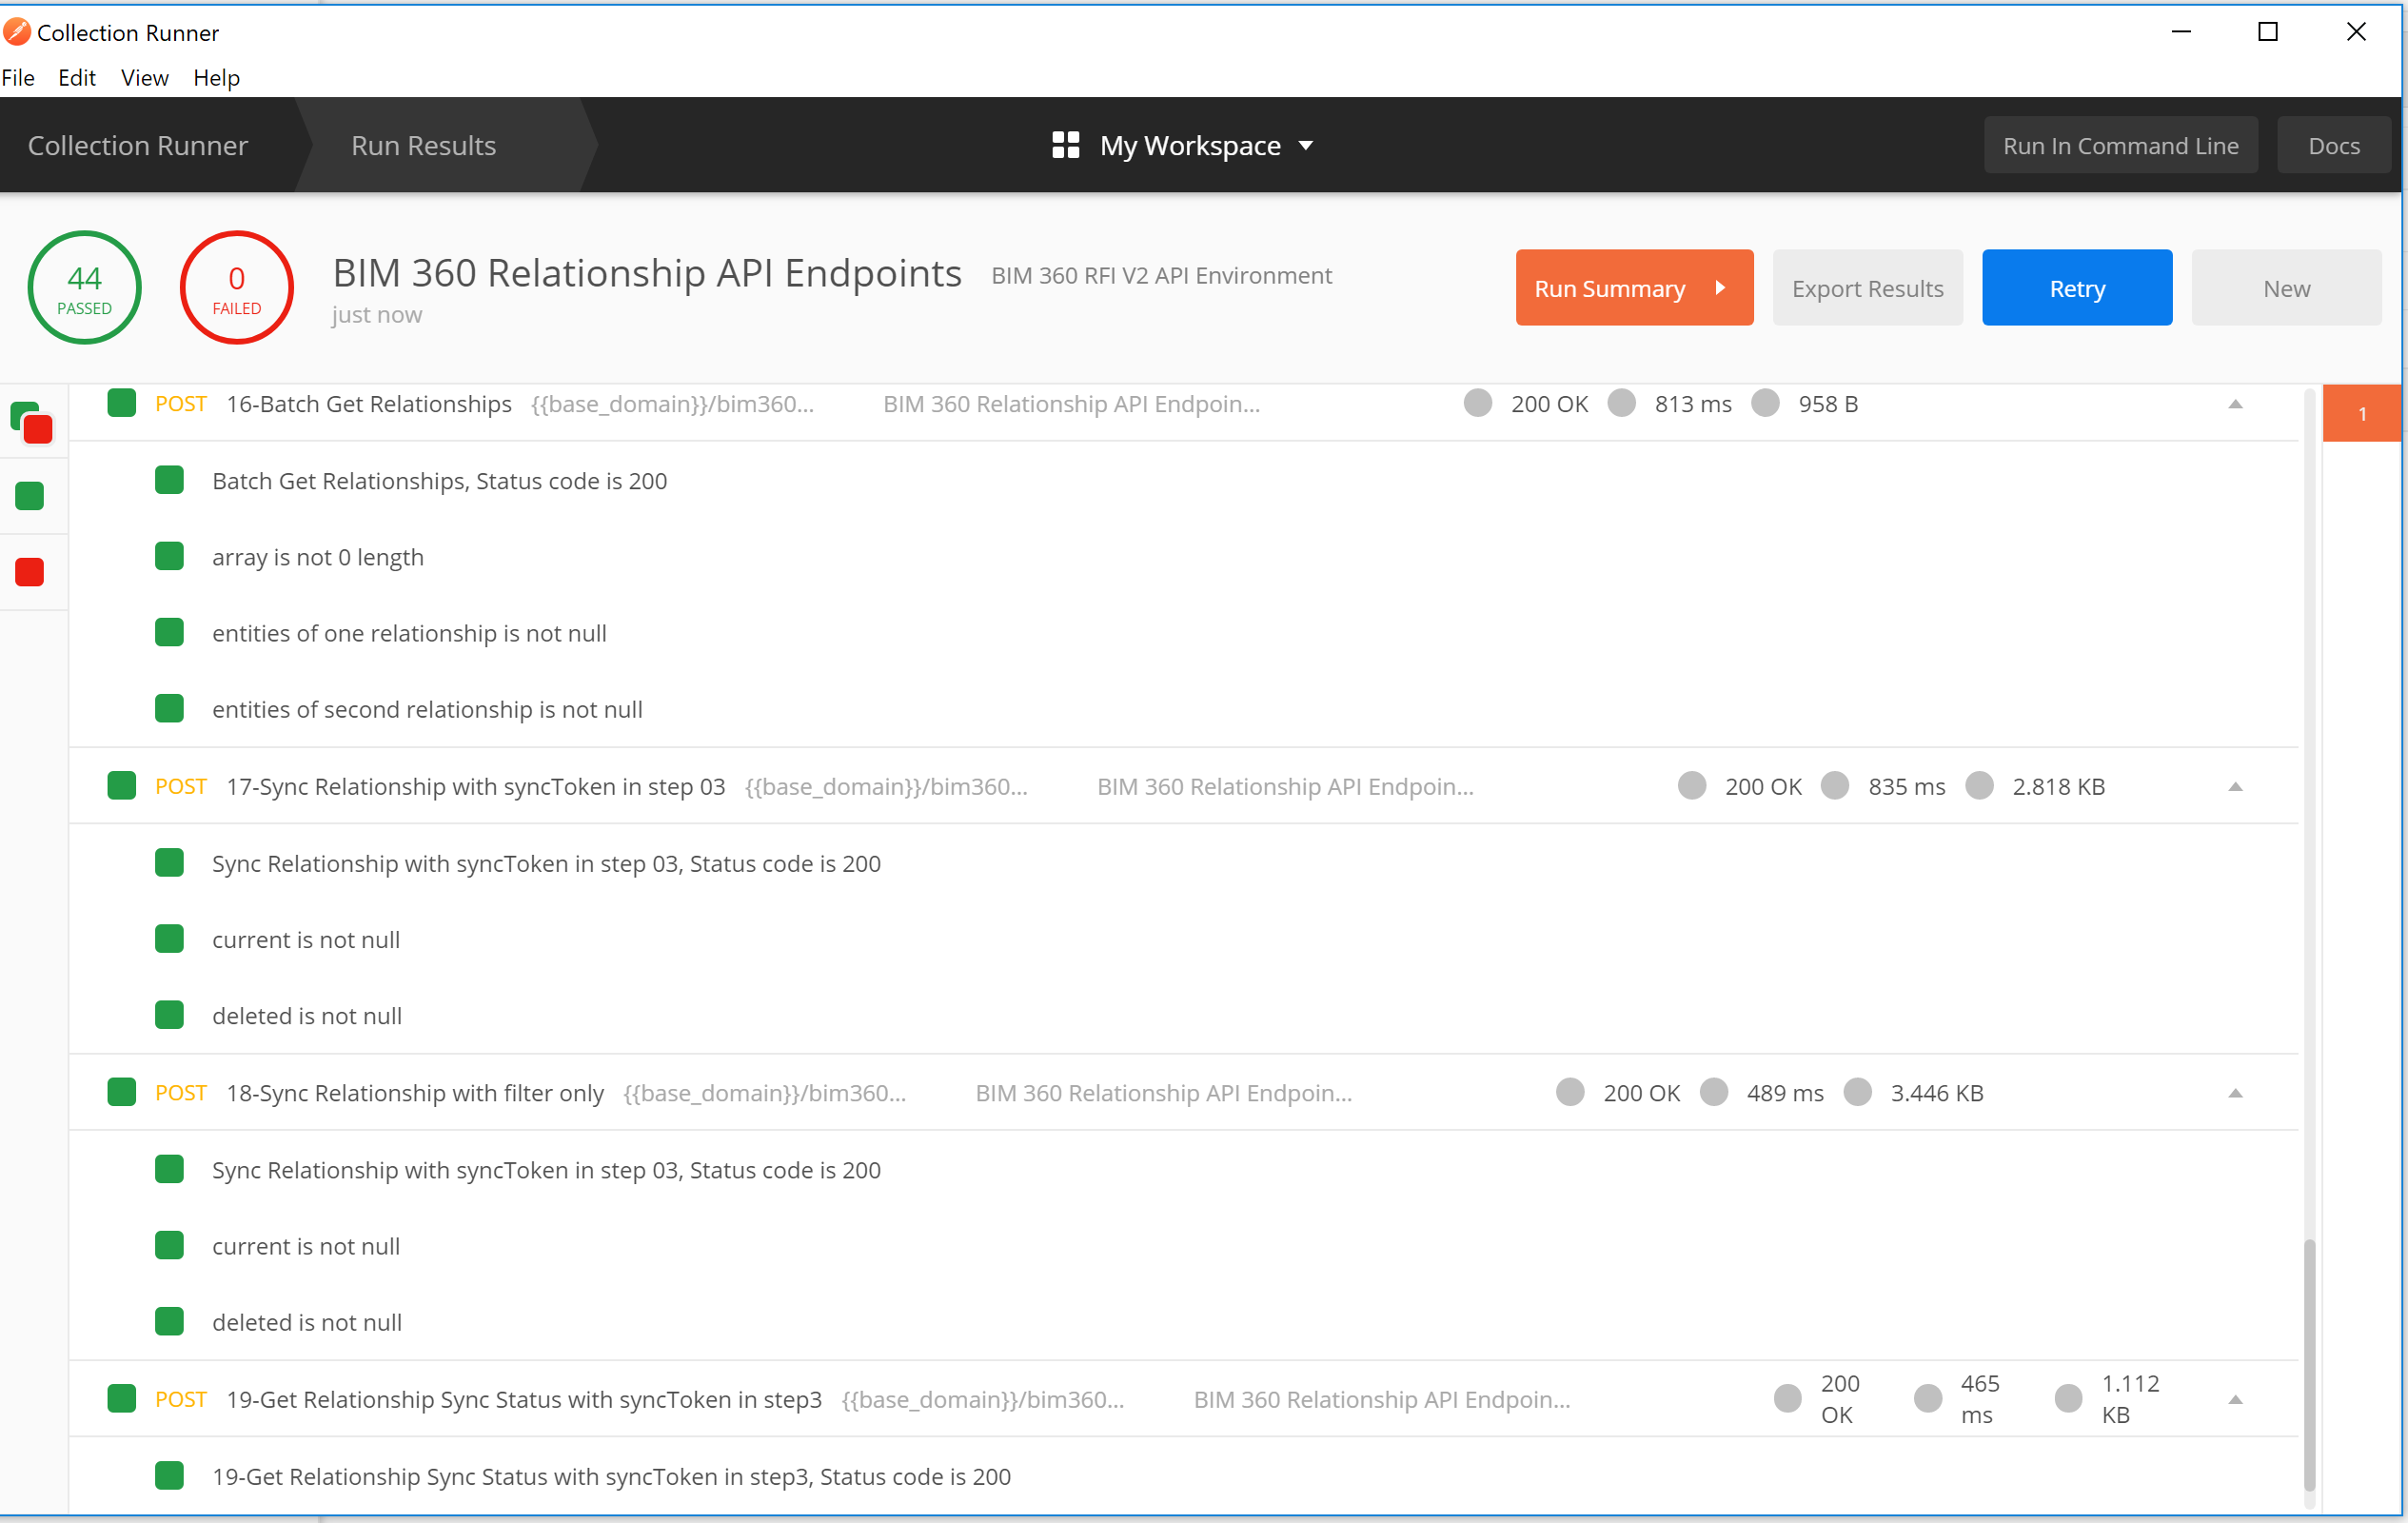 Collection Runner
File Edit View Help
Collection Runner Run Results My Workspace Run In Command Line Docs
44 PASSED
0 FAILED
BIM 360 Relationship API Endpoints BIM 360 RFI V2 API Environment
just now
Run Summary Export Results Retry New
POST 16-Batch Get Relationships {{base_domain}}/bim360... BIM 360 Relationship API Endpoin... 200 OK 813 ms 958 B
1
Batch Get Relationships, Status code is 200
array is not 0 length
entities of one relationship is not null
entities of second relationship is not null
POST 17-Sync Relationship with syncToken in step 03 {{base_domain}}/bim360... BIM 360 Relationship API Endpoin... 200 OK 835 ms 2.818 KB
Sync Relationship with syncToken in step 03, Status code is 200
current is not null
deleted is not null
POST 18-Sync Relationship with filter only {{base_domain}}/bim360... BIM 360 Relationship API Endpoin... 200 OK 489 ms 3.446 KB
Sync Relationship with syncToken in step 03, Status code is 200
current is not null
deleted is not null
POST 19-Get Relationship Sync Status with syncToken in step3 {{base_domain}}/bim360... BIM 360 Relationship API Endpoin... 200 OK 465 ms 1.112 KB
19-Get Relationship Sync Status with syncToken in step3, Status code is 200